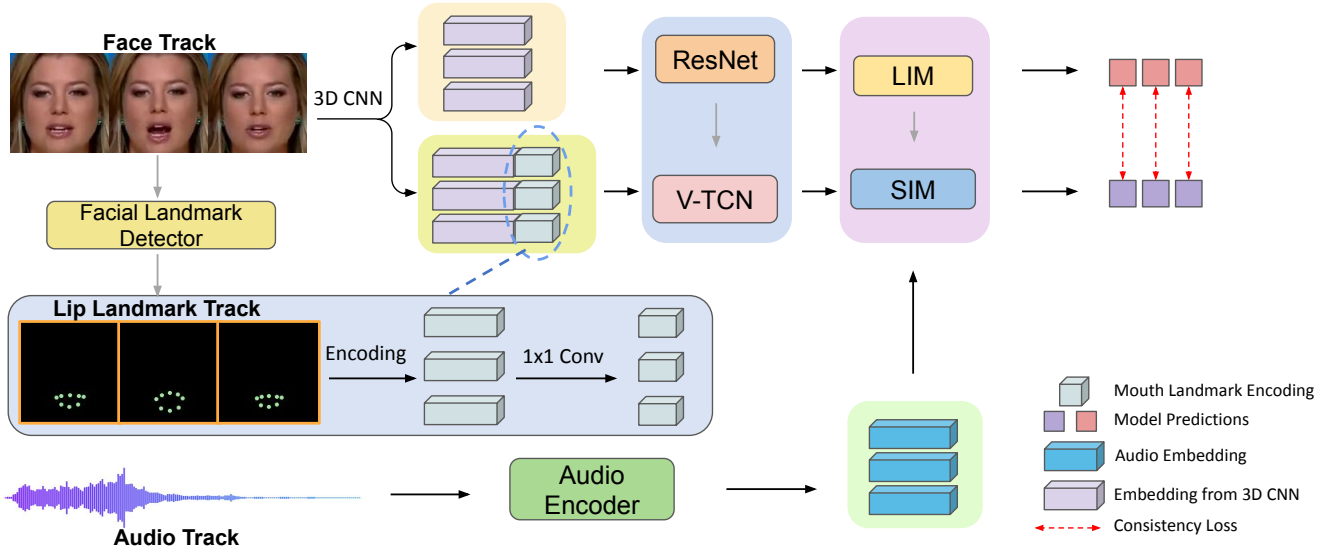 Face Track
3D CNN
ResNet
LIM
V-TCN
SIM
Facial Landmark
Detector
Lip Landmark Track
Encoding
1x1 Conv
Mouth Landmark Encoding
Model Predictions
Audio Embedding
Embedding from 3D CNN
Consistency Loss
Audio
Encoder
Audio Track